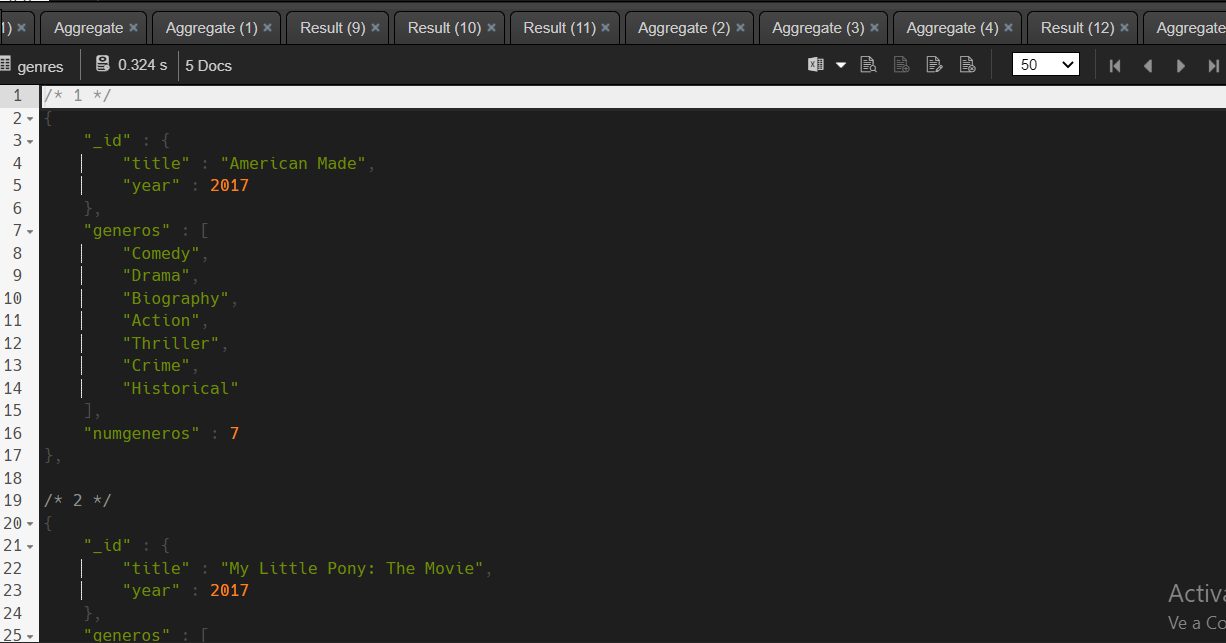 1) × Aggregate × Aggregate (1) × Result (9) × Result (10) × Result (11) × Aggregate (2) × Aggregate (3) × Aggregate (4) × Result (12) × Aggregate
genres 0.324 s 5 Docs 50
1 /* 1 */
2 {
3 "_id" : {
4 "title" : "American Made",
5 "year" : 2017
6 },
7 "generos" : [
8 "Comedy",
9 "Drama",
10 "Biography",
11 "Action",
12 "Thriller",
13 "Crime",
14 "Historical"
15 ],
16 "numgeneros" : 7
17 },
18
19 /* 2 */
20 {
21 "_id" : {
22 "title" : "My Little Pony: The Movie",
23 "year" : 2017
24 },
25 "generos" : [
Activa
Ve a Co